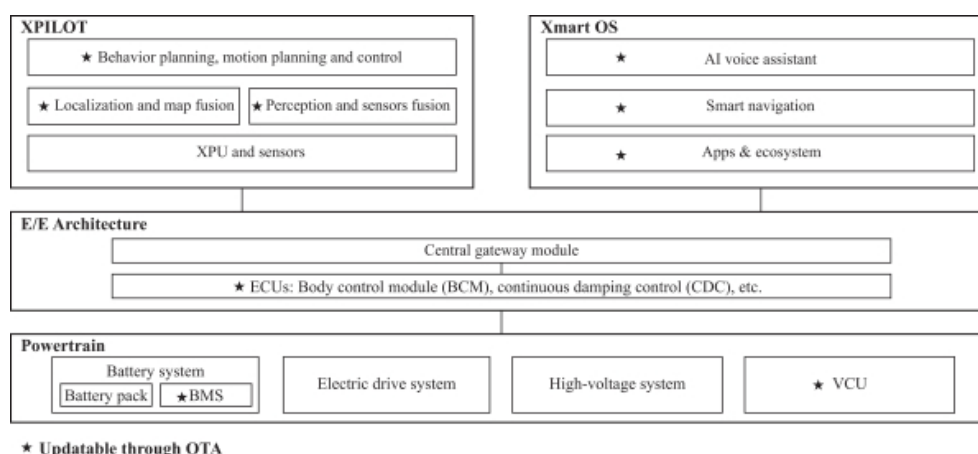 XPILOT
★ Behavior planning, motion planning and control
★ Localization and map fusion
★ Perception and sensors fusion
XPU and sensors
Xmart OS
★ AI voice assistant
★ Smart navigation
★ Apps & ecosystem
E/E Architecture
Central gateway module
★ ECUs: Body control module (BCM), continuous damping control (CDC), etc.
Powertrain
Battery system
Battery pack
★BMS
Electric drive system
High-voltage system
★ VCU
★ Updatable through OTA